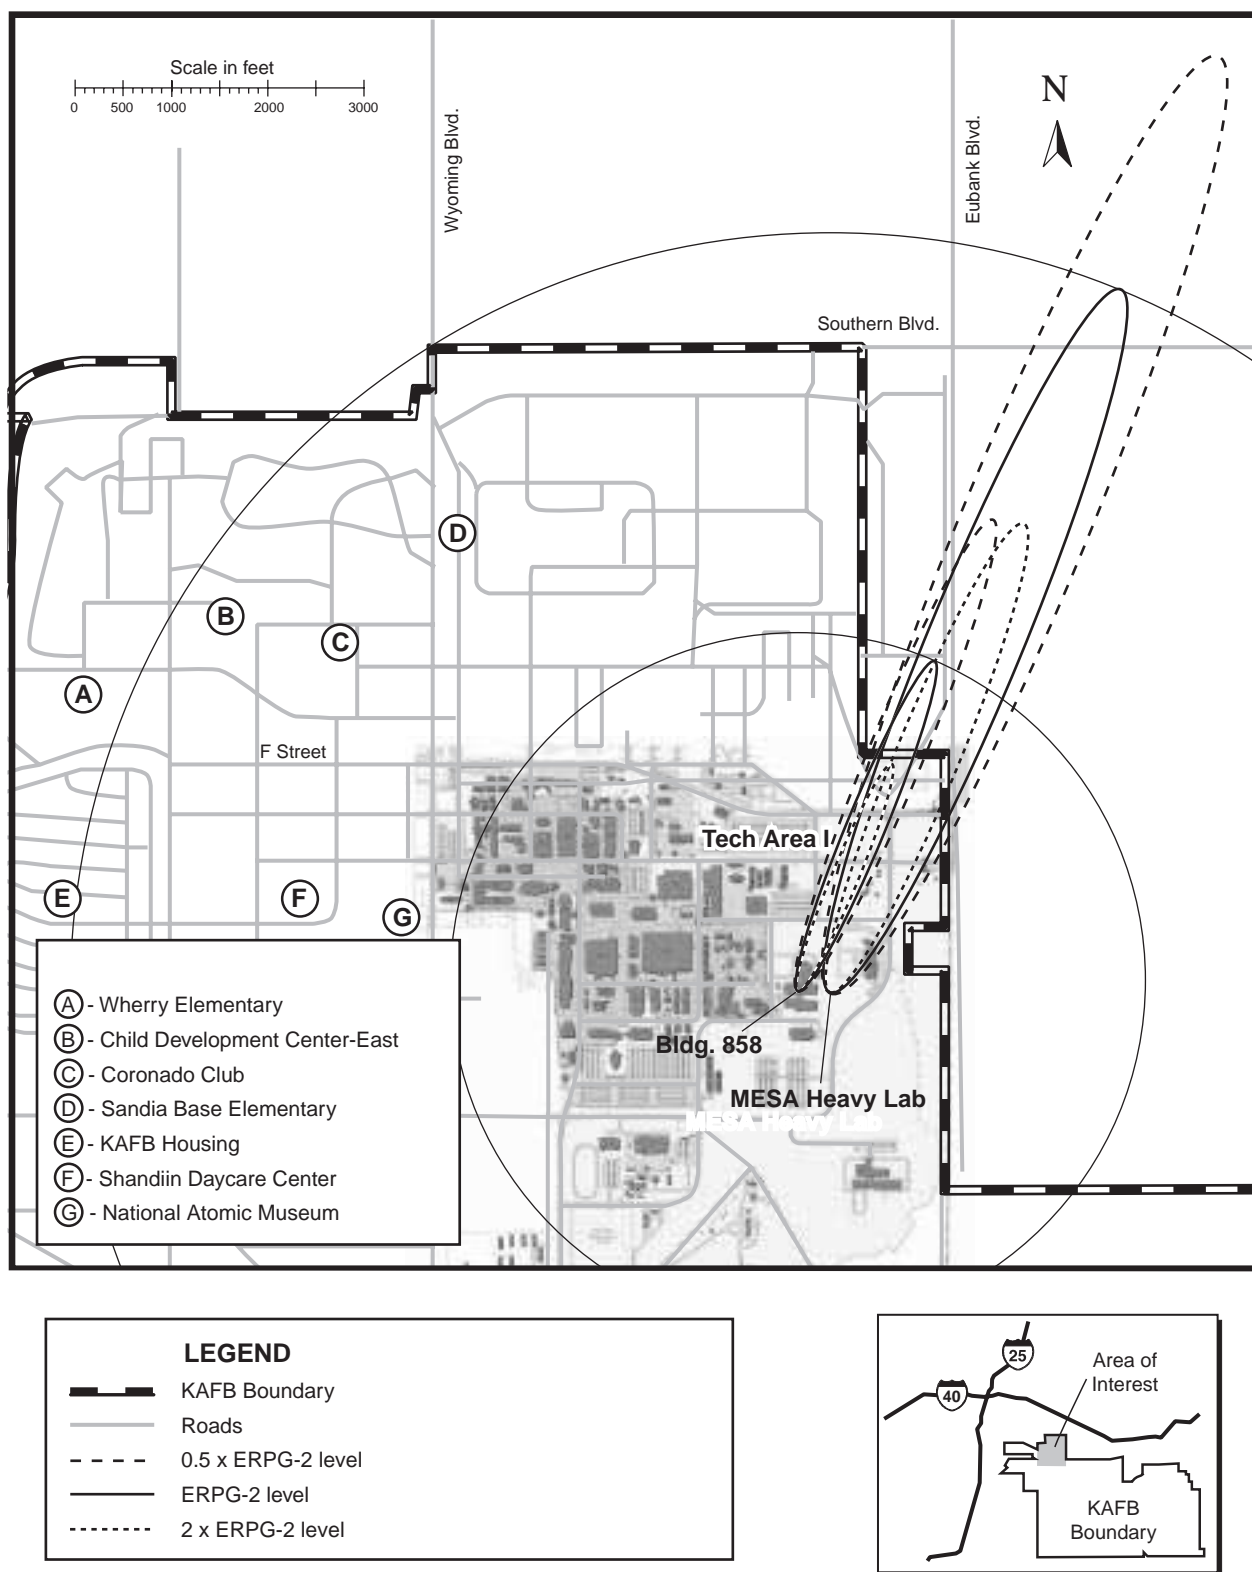 Scale in feet
0 500 1000 2000 3000
Wyoming Blvd.
Eubank Blvd.
N
Southern Blvd.
D
B
C
A
F Street
Tech Area I
E
F
G
Bldg. 858
MESA Heavy Lab
MESA Heavy Lab
A - Wherry Elementary
B - Child Development Center-East
C - Coronado Club
D - Sandia Base Elementary
E - KAFB Housing
F - Shandiin Daycare Center
G - National Atomic Museum
LEGEND
KAFB Boundary
Roads
0.5 x ERPG-2 level
ERPG-2 level
2 x ERPG-2 level
25
40
Area of
Interest
KAFB
Boundary